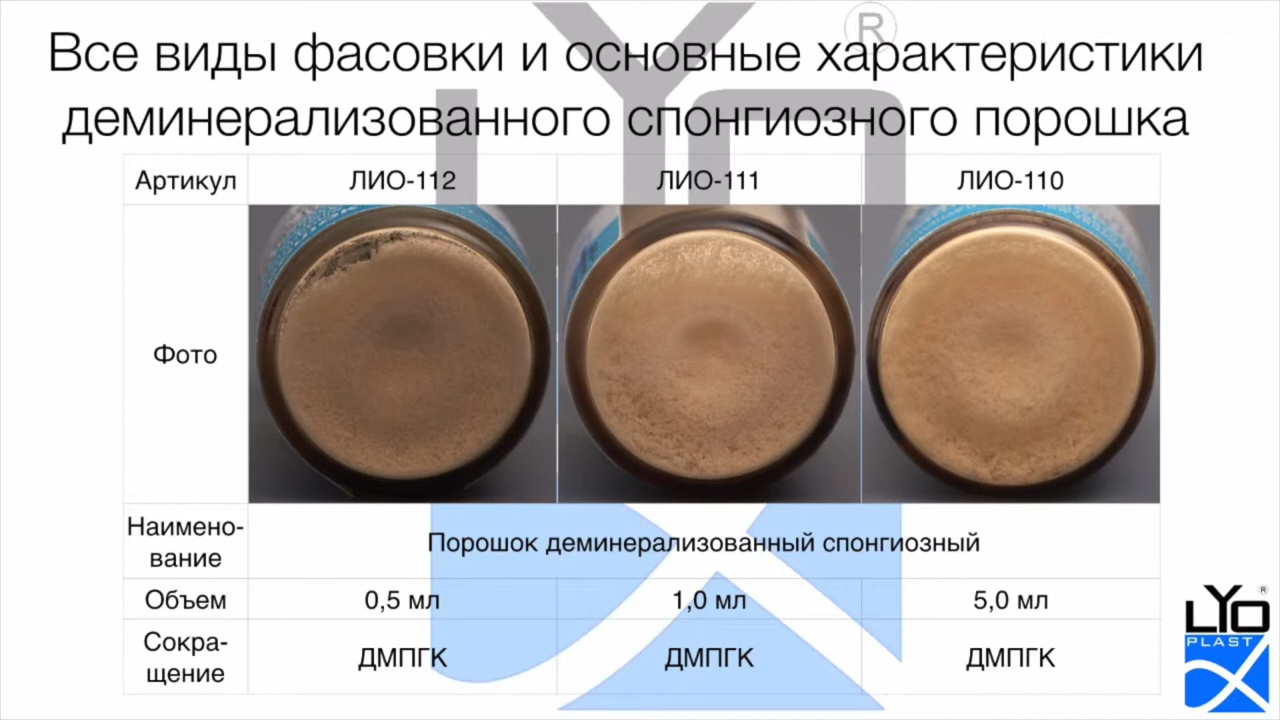 Все виды фасовки и основные характеристики
деминерализованного спонгиозного порошка
Артикул ЛИО-112 ЛИО-111 ЛИО-110
Фото
Наимено-
вание
Порошок деминерализованный спонгиозный
Объем 0,5 мл 1,0 мл 5,0 мл
Сокра-
щение
ДМПГК ДМПГК ДМПГК
LYO®
PLAST
LYO®